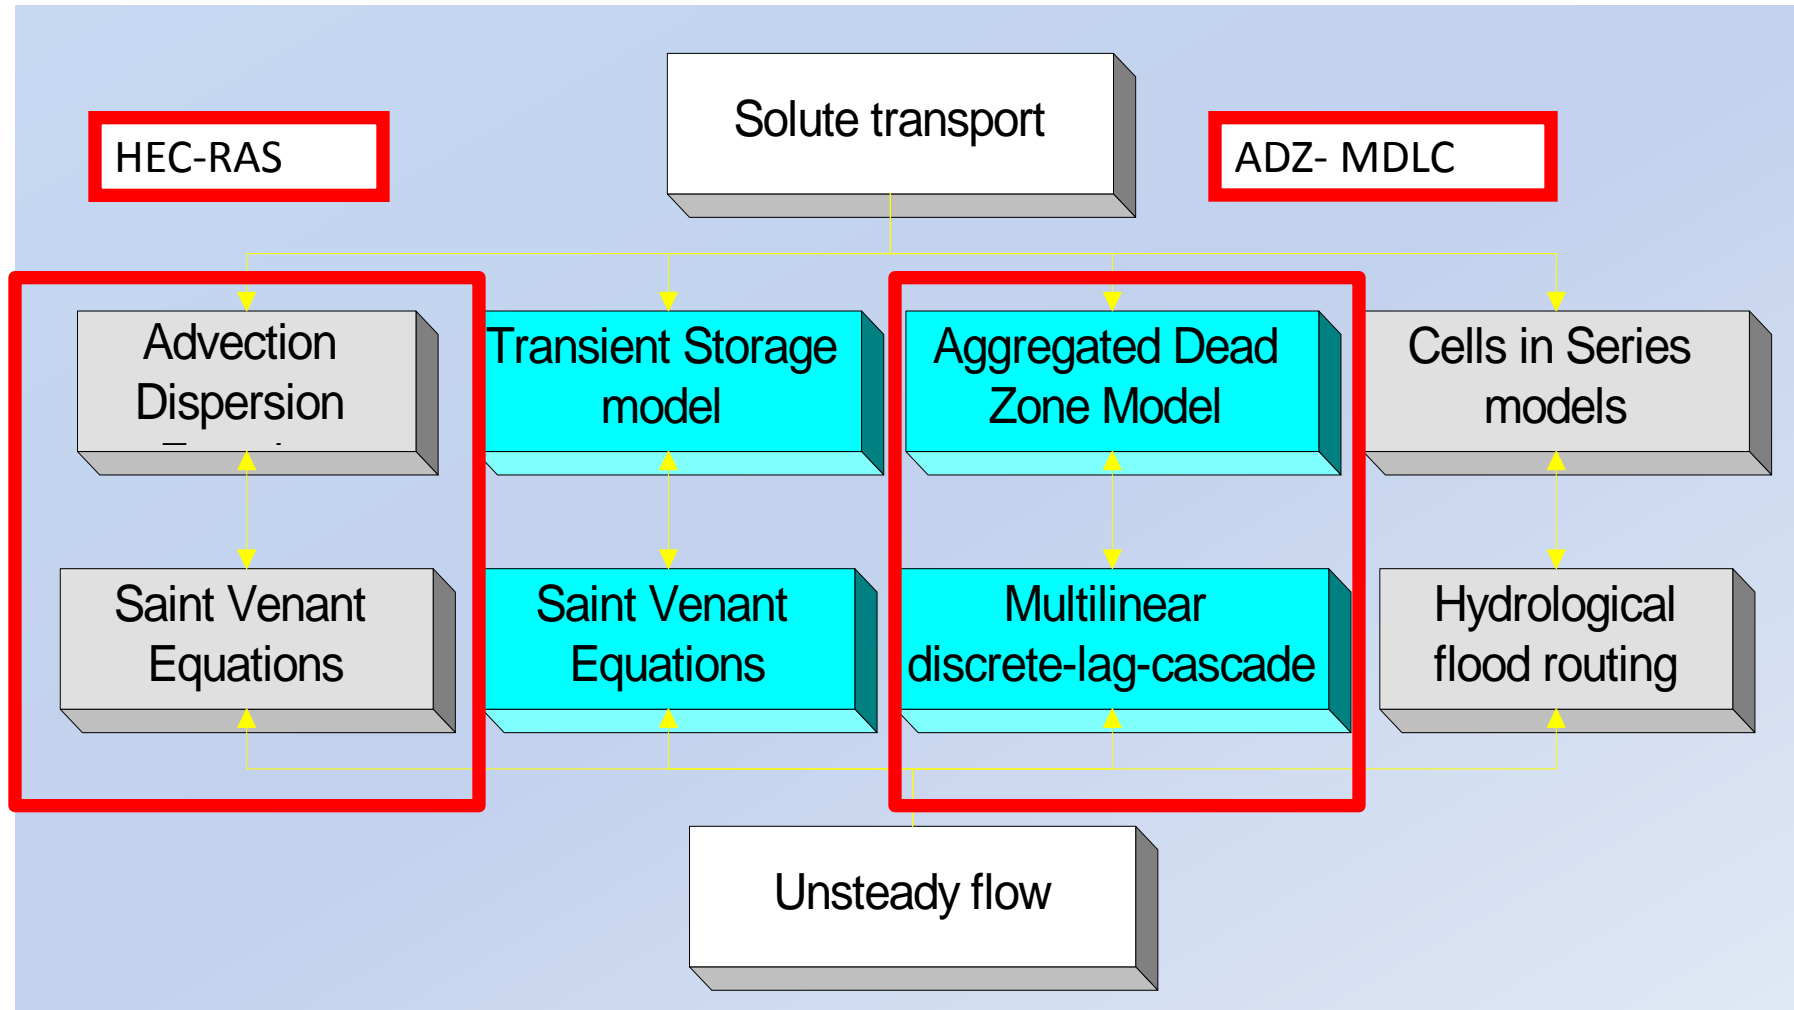 Solute transport
HEC-RAS
ADZ- MDLC
Advection
Dispersion
Transient Storage
model
Aggregated Dead
Zone Model
Cells in Series
models
Saint Venant
Equations
Saint Venant
Equations
Multilinear
discrete-lag-cascade
Hydrological
flood routing
Unsteady flow